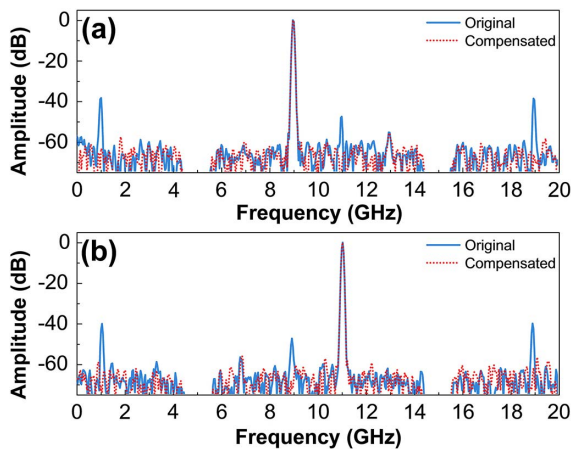 (a)
Original
Compensated
Amplitude (dB)
0
-20
-40
-60
0 2 4 6 8 10 12 14 16 18 20
Frequency (GHz)
(b)
Original
Compensated
Amplitude (dB)
0
-20
-40
-60
0 2 4 6 8 10 12 14 16 18 20
Frequency (GHz)